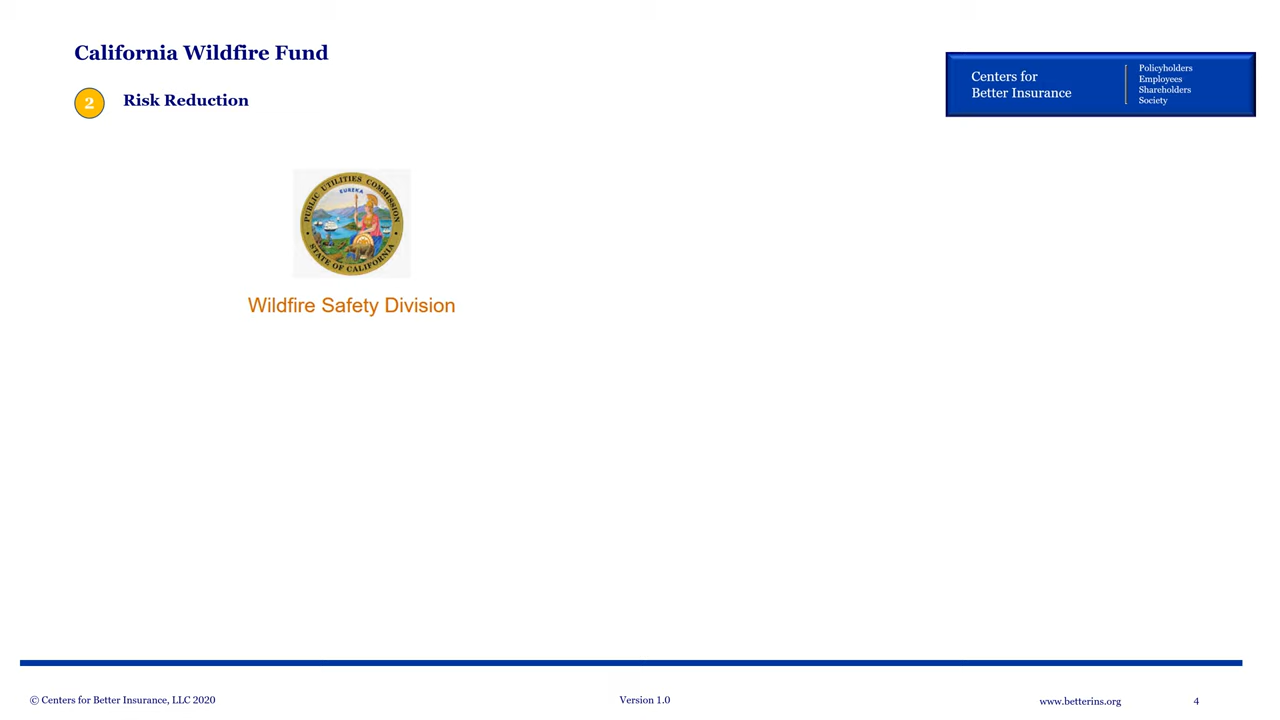 California Wildfire Fund
2
Risk Reduction
Centers for
Better Insurance
Policyholders
Employees
Shareholders
Society
PUBLIC UTILITIES COMMISSION
EUREKA
STATE OF CALIFORNIA
Wildfire Safety Division
© Centers for Better Insurance, LLC 2020
Version 1.0
www.betterins.org
4